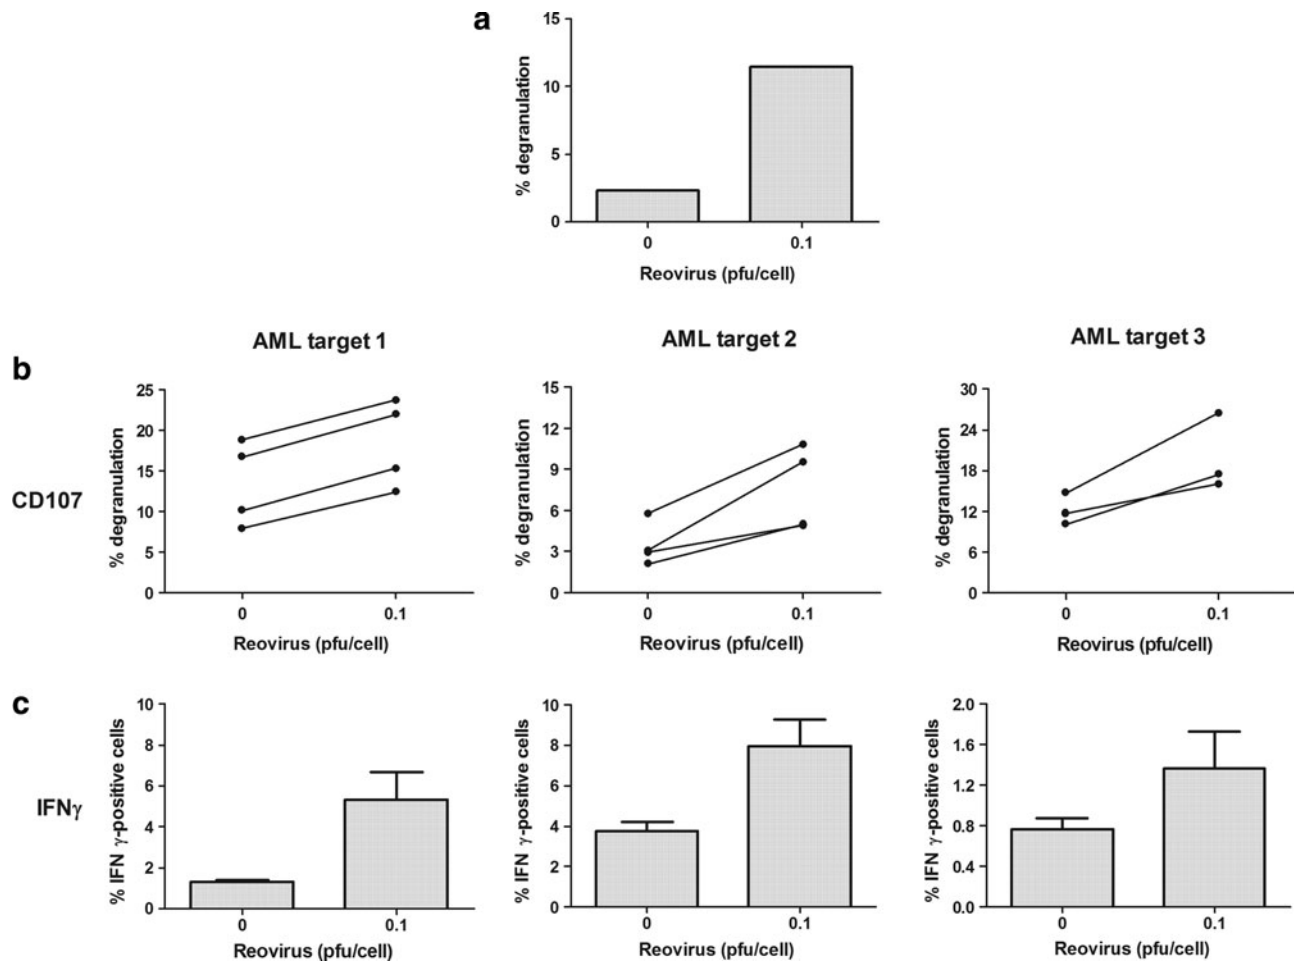 a
15
10
5
0
% degranulation
0 0.1
Reovirus (pfu/cell)
AML target 1 AML target 2 AML target 3
b
CD107
25
20
15
10
5
0
% degranulation
0 0.1
Reovirus (pfu/cell)
15
12
9
6
3
0
% degranulation
0 0.1
Reovirus (pfu/cell)
30
24
18
12
6
0
% degranulation
0 0.1
Reovirus (pfu/cell)
c
IFNγ
10
8
6
4
2
0
% IFN γ-positive cells
0 0.1
Reovirus (pfu/cell)
10
8
6
4
2
0
% IFN γ-positive cells
0 0.1
Reovirus (pfu/cell)
2.0
1.6
1.2
0.8
0.4
0.0
% IFN γ-positive cells
0 0.1
Reovirus (pfu/cell)